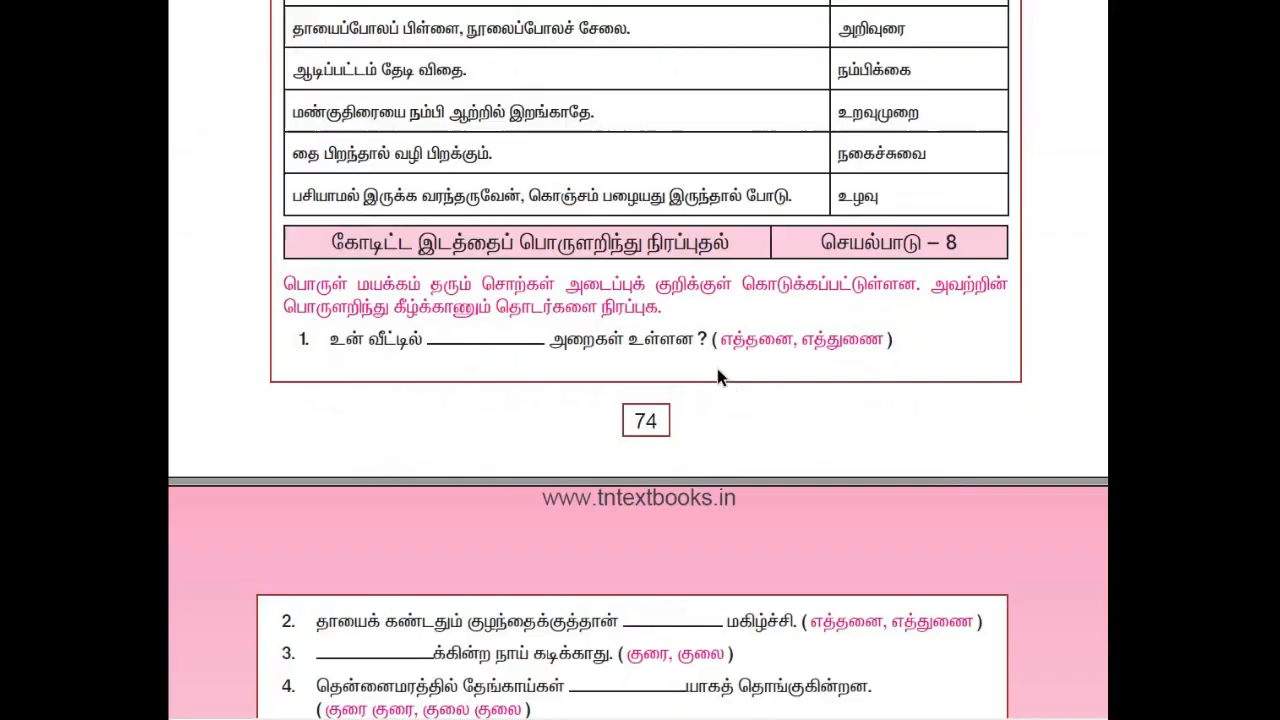 தாயைப்போலப் பிள்ளை, நூலைப்போலச் சேலை. அறிவுரை
ஆடிப்பட்டம் தேடி விதை. நம்பிக்கை
மண்குதிரையை நம்பி ஆற்றில் இறங்காதே. உறவுமுறை
தை பிறந்தால் வழி பிறக்கும். நகைச்சுவை
பசியாமல் இருக்க வரந்தருவேன், கொஞ்சம் பழையது இருந்தால் போடு. உழவு
கோடிட்ட இடத்தைப் பொருளறிந்து நிரப்புதல் செயல்பாடு – 8
பொருள் மயக்கம் தரும் சொற்கள் அடைப்புக் குறிக்குள் கொடுக்கப்பட்டுள்ளன. அவற்றின்
பொருளறிந்து கீழ்க்காணும் தொடர்களை நிரப்புக.
1. உன் வீட்டில் ____________ அறைகள் உள்ளன ? ( எத்தனை, எத்துணை )
74
www.tntextbooks.in
2. தாயைக் கண்டதும் குழந்தைக்குத்தான் __________ மகிழ்ச்சி. ( எத்தனை, எத்துணை )
3. ____________க்கின்ற நாய் கடிக்காது. ( குரை, குலை )
4. தென்னைமரத்தில் தேங்காய்கள் ____________யாகத் தொங்குகின்றன.
( குரை குரை, குலை குலை )